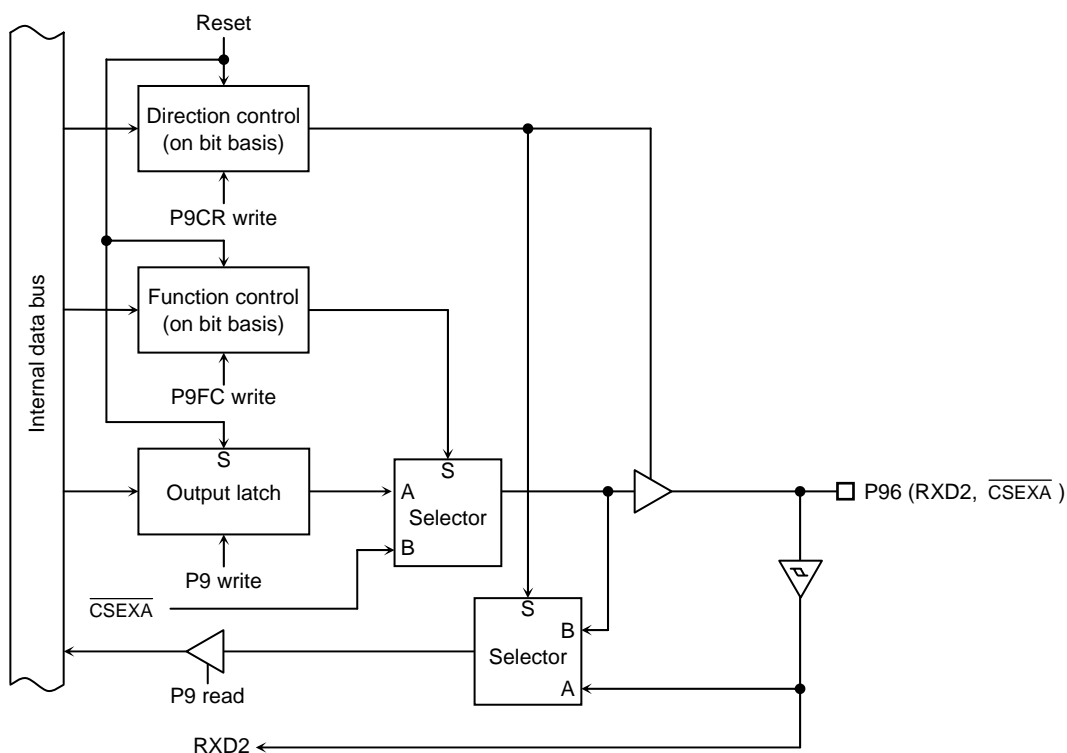 Reset
Internal data bus
Direction control
(on bit basis)
P9CR write
Function control
(on bit basis)
P9FC write
S
Output latch
P9 write
S
A
Selector
B
CSEXA
P96 (RXD2, CSEXA )
S
B
Selector
A
P9 read
RXD2